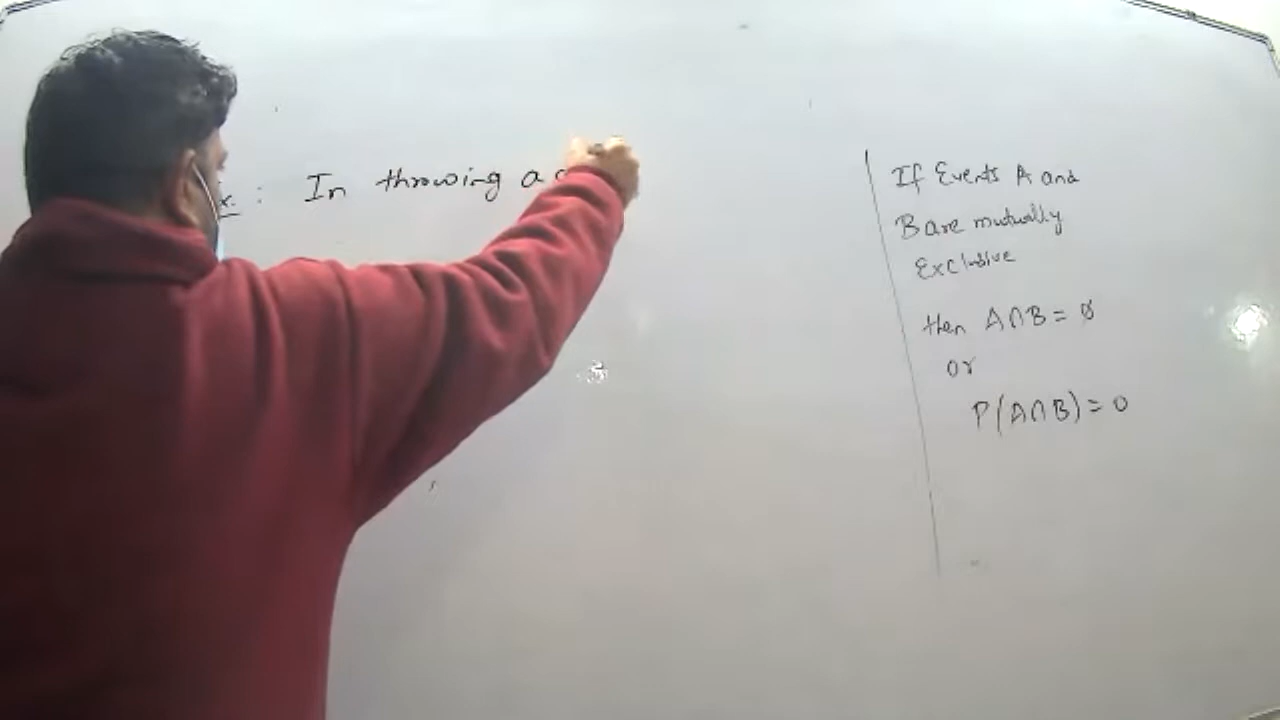 x. : In throwing a
If Events A and
B are mutually
Exclusive
then A∩B = ∅
or
P(A∩B) = 0